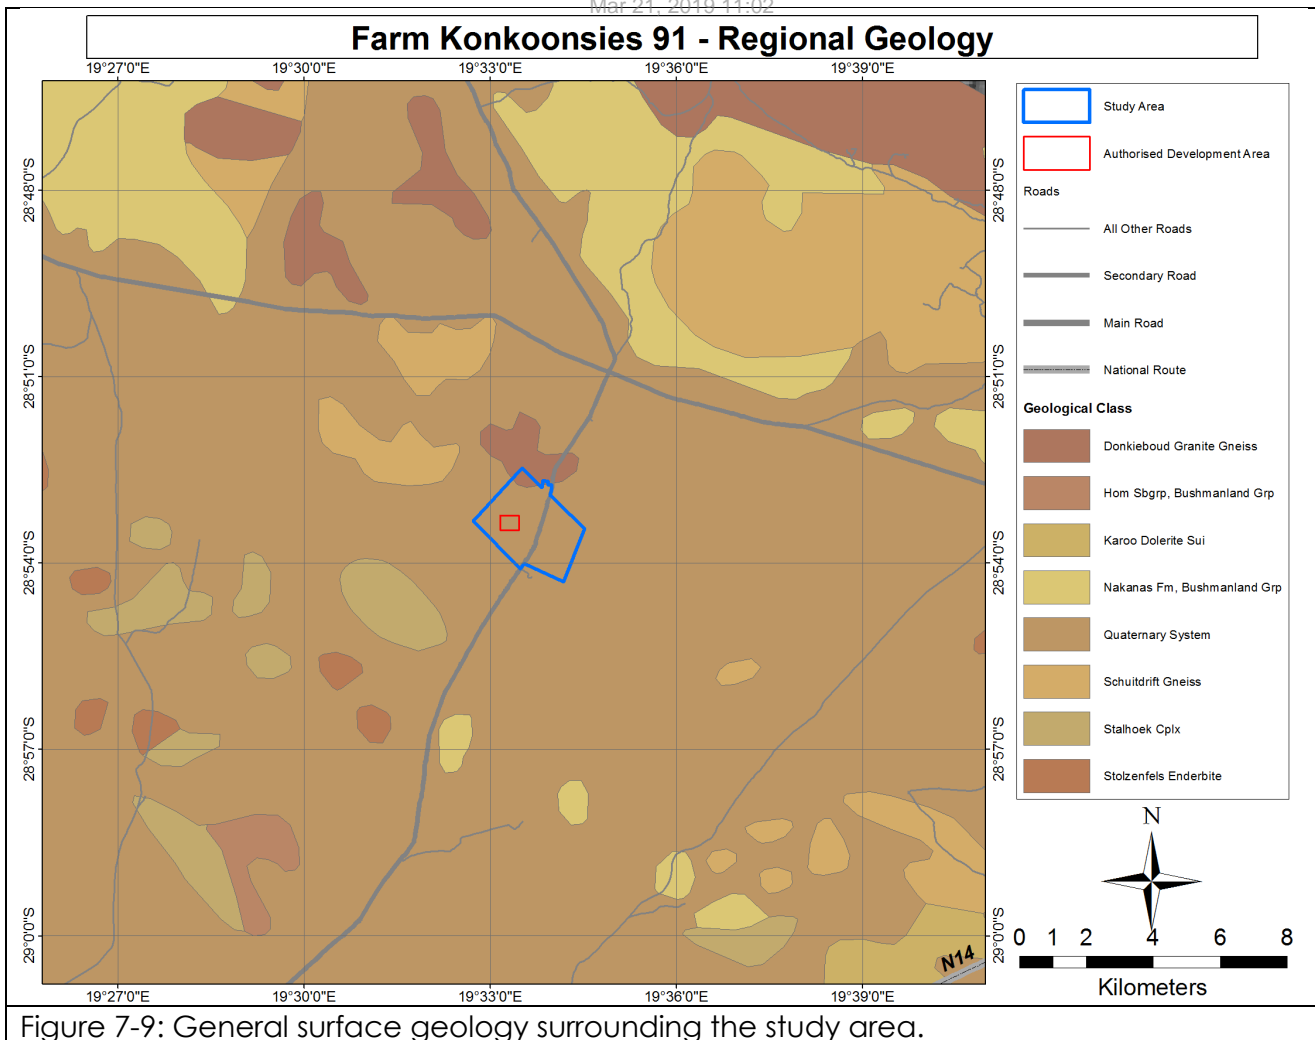 Mar 21, 2019 11:02
Farm Konkoonsies 91 - Regional Geology
19°27'0"E 19°30'0"E 19°33'0"E 19°36'0"E 19°39'0"E
28°48'0"S 28°48'0"S
28°51'0"S 28°51'0"S
28°54'0"S 28°54'0"S
28°57'0"S 28°57'0"S
29°0'0"S 29°0'0"S
N14
19°27'0"E 19°30'0"E 19°33'0"E 19°36'0"E 19°39'0"E
Study Area
Authorised Development Area
Roads
All Other Roads
Secondary Road
Main Road
National Route
Geological Class
Donkieboud Granite Gneiss
Hom Sbgrp, Bushmanland Grp
Karoo Dolerite Sui
Nakanas Fm, Bushmanland Grp
Quaternary System
Schuitdrift Gneiss
Stalhoek Cplx
Stolzenfels Enderbite
N
0 1 2 4 6 8
Kilometers
Figure 7-9: General surface geology surrounding the study area.